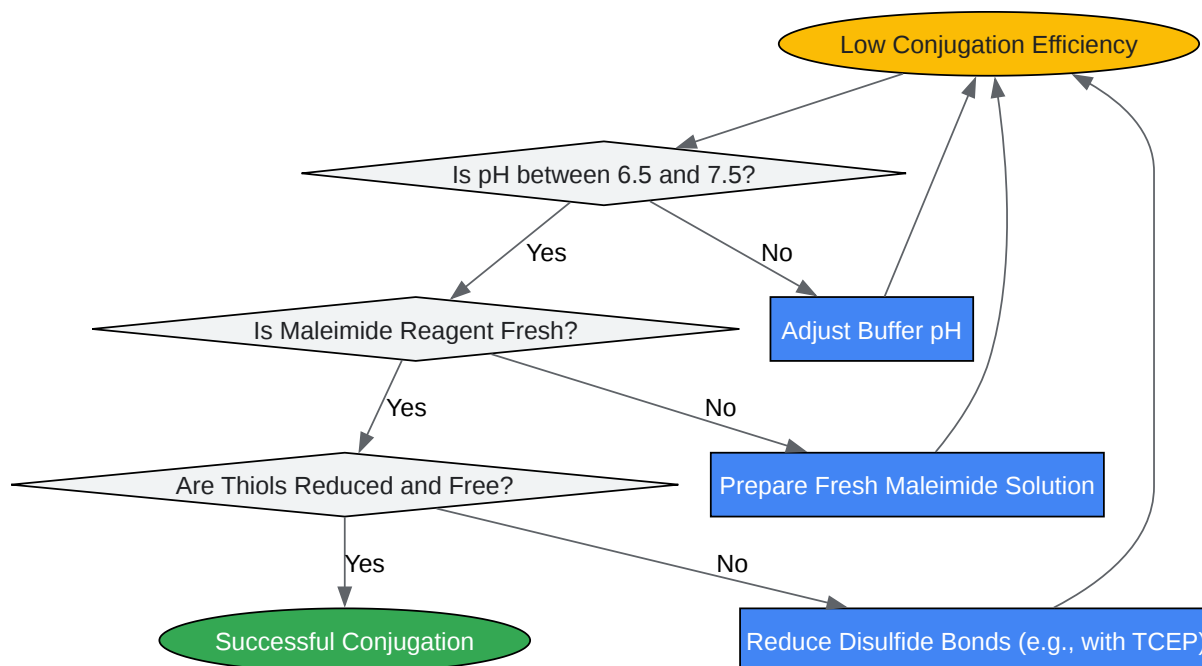 Low Conjugation Efficiency
Is pH between 6.5 and 7.5?
Yes
No
Is Maleimide Reagent Fresh?
Adjust Buffer pH
Yes
No
Are Thiols Reduced and Free?
Prepare Fresh Maleimide Solution
Yes
No
Successful Conjugation
Reduce Disulfide Bonds (e.g., with TCEP)